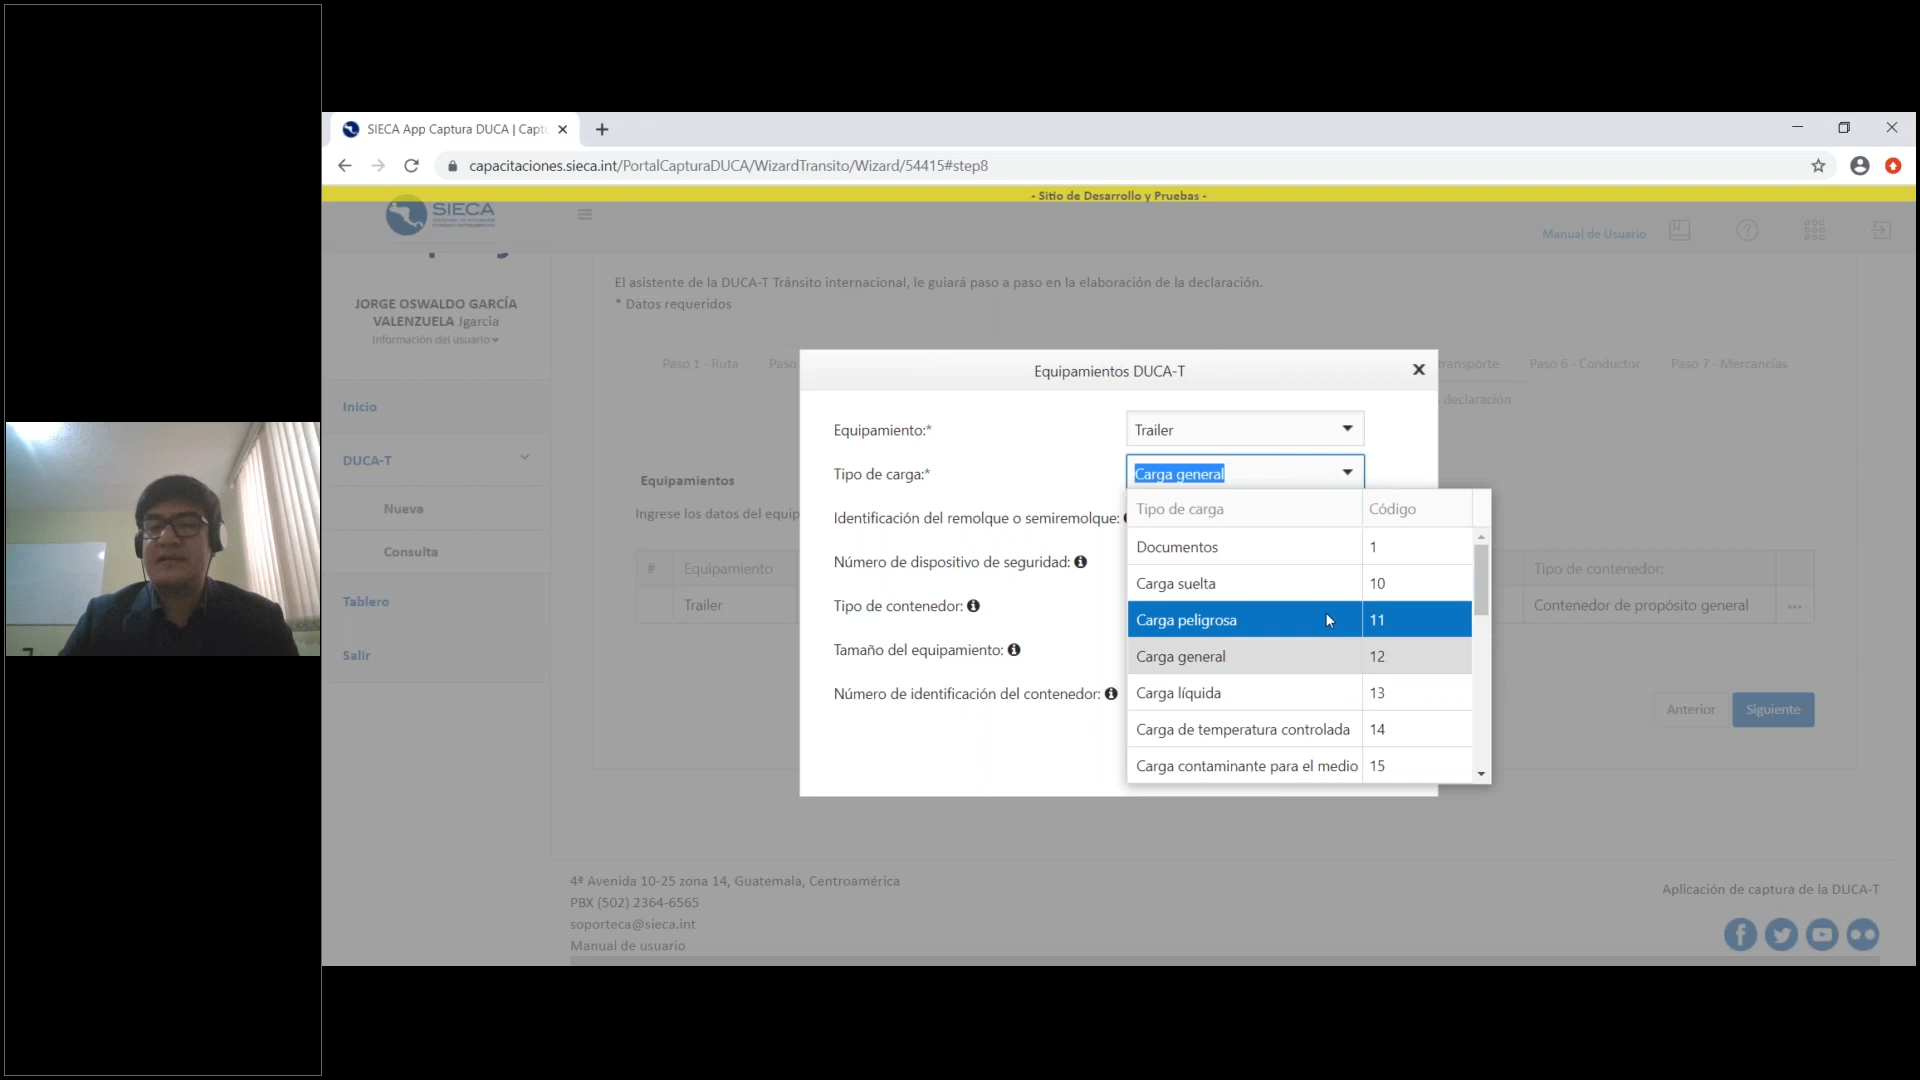 SIECA App Captura DUCA | Captu
capacitaciones.sieca.int/PortalCapturaDUCA/WizardTransito/Wizard/54415#step8
- Sitio de Desarrollo y Pruebas -
SIECA
Manual de Usuario
JORGE OSWALDO GARCÍA
VALENZUELA Jgarcia
Información del usuario
Inicio
DUCA-T
Nueva
Consulta
Tablero
Salir
El asistente de la DUCA-T Tránsito internacional, le guiará paso a paso en la elaboración de la declaración.
* Datos requeridos
Paso 1 - Ruta
Paso
transporte
Paso 6 - Conductor
Paso 7 - Mercancías
declaración
Equipamientos
Ingrese los datos del equip
# Equipamiento
Tipo de contenedor:
Trailer
Contenedor de propósito general
...
Anterior
Siguiente
Equipamientos DUCA-T
Equipamiento:*
Trailer
Tipo de carga:*
Carga general
Identificación del remolque o semiremolque:
Número de dispositivo de seguridad:
Tipo de contenedor:
Tamaño del equipamiento:
Número de identificación del contenedor:
Tipo de carga Código
Documentos 1
Carga suelta 10
Carga peligrosa 11
Carga general 12
Carga líquida 13
Carga de temperatura controlada 14
Carga contaminante para el medio 15
4ª Avenida 10-25 zona 14, Guatemala, Centroamérica
PBX (502) 2364-6565
soporteca@sieca.int
Manual de usuario
Aplicación de captura de la DUCA-T